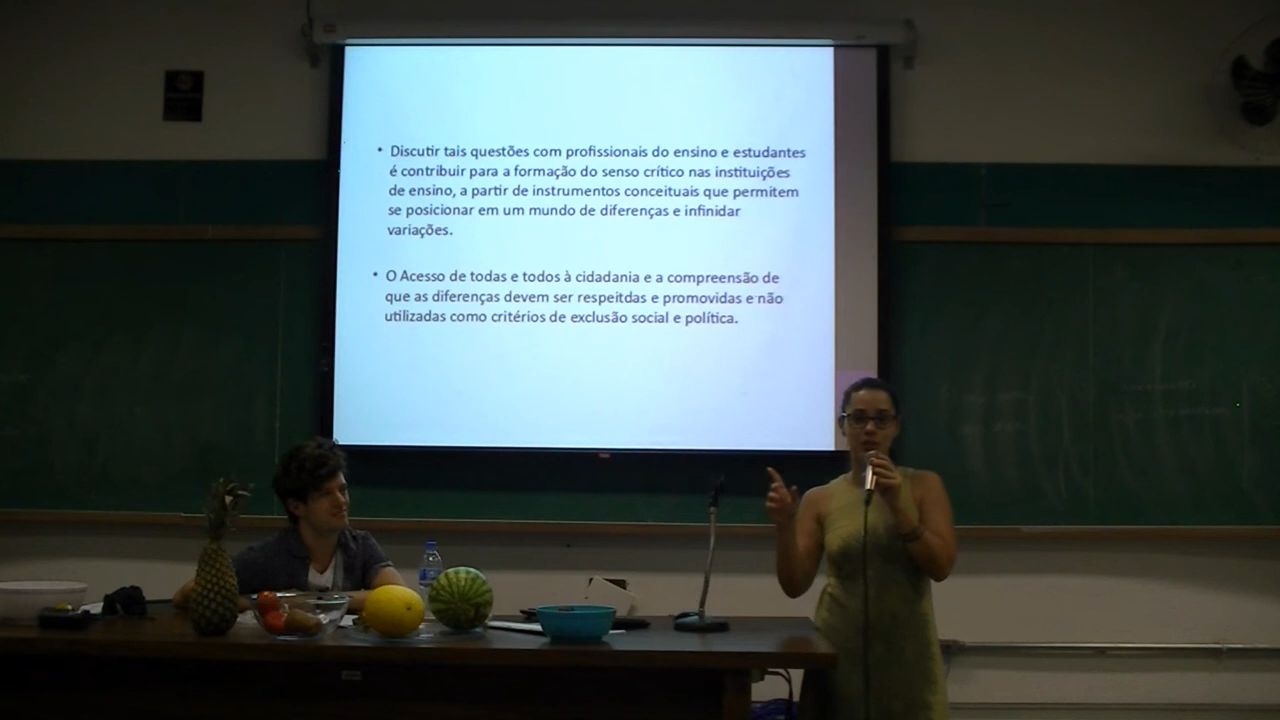 • Discutir tais questões com profissionais do ensino e estudantes
é contribuir para a formação do senso crítico nas instituições
de ensino, a partir de instrumentos conceituais que permitem
se posicionar em um mundo de diferenças e infinidar
variações.
• O Acesso de todas e todos à cidadania e a compreensão de
que as diferenças devem ser respeitdas e promovidas e não
utilizadas como critérios de exclusão social e política.